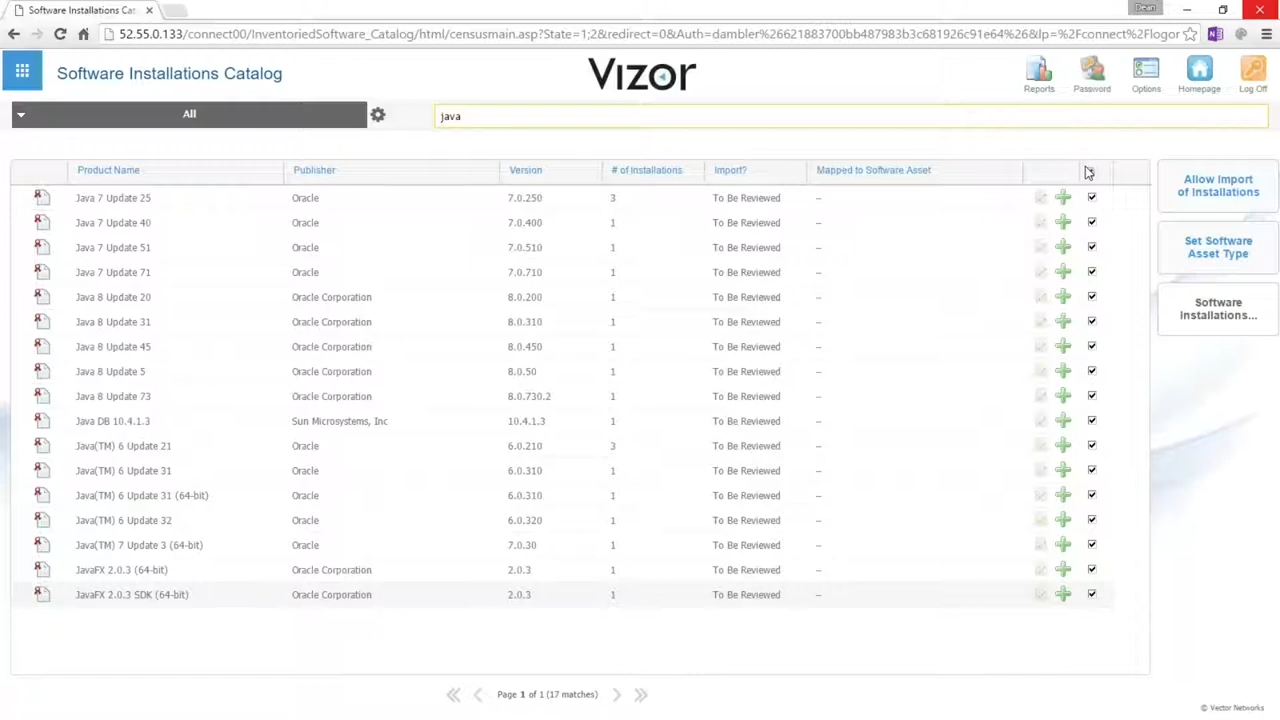 Software Installations Cat
Dean
52.55.0.133/connect00/InventoriedSoftware_Catalog/html/censusmain.asp?State=1;2&redirect=0&Auth=dambler%26621883700bb487983b3c681926c91e64%26&Ip=%2Fconnect%2Flogor
Software Installations Catalog
Vizor
Reports Password Options Homepage Log Off
All
java
Product Name Publisher Version # of Installations Import? Mapped to Software Asset
Java 7 Update 25 Oracle 7.0.250 3 To Be Reviewed --
Java 7 Update 40 Oracle 7.0.400 1 To Be Reviewed --
Java 7 Update 51 Oracle 7.0.510 1 To Be Reviewed --
Java 7 Update 71 Oracle 7.0.710 1 To Be Reviewed --
Java 8 Update 20 Oracle Corporation 8.0.200 1 To Be Reviewed --
Java 8 Update 31 Oracle Corporation 8.0.310 1 To Be Reviewed --
Java 8 Update 45 Oracle Corporation 8.0.450 1 To Be Reviewed --
Java 8 Update 5 Oracle Corporation 8.0.50 1 To Be Reviewed --
Java 8 Update 73 Oracle Corporation 8.0.730.2 1 To Be Reviewed --
Java DB 10.4.1.3 Sun Microsystems, Inc 10.4.1.3 1 To Be Reviewed --
Java(TM) 6 Update 21 Oracle 6.0.210 3 To Be Reviewed --
Java(TM) 6 Update 31 Oracle 6.0.310 1 To Be Reviewed --
Java(TM) 6 Update 31 (64-bit) Oracle 6.0.310 1 To Be Reviewed --
Java(TM) 6 Update 32 Oracle 6.0.320 1 To Be Reviewed --
Java(TM) 7 Update 3 (64-bit) Oracle 7.0.30 1 To Be Reviewed --
JavaFX 2.0.3 (64-bit) Oracle Corporation 2.0.3 1 To Be Reviewed --
JavaFX 2.0.3 SDK (64-bit) Oracle Corporation 2.0.3 1 To Be Reviewed --
Allow Import
of Installations
Set Software
Asset Type
Software
Installations...
Page 1 of 1 (17 matches)
© Vector Networks